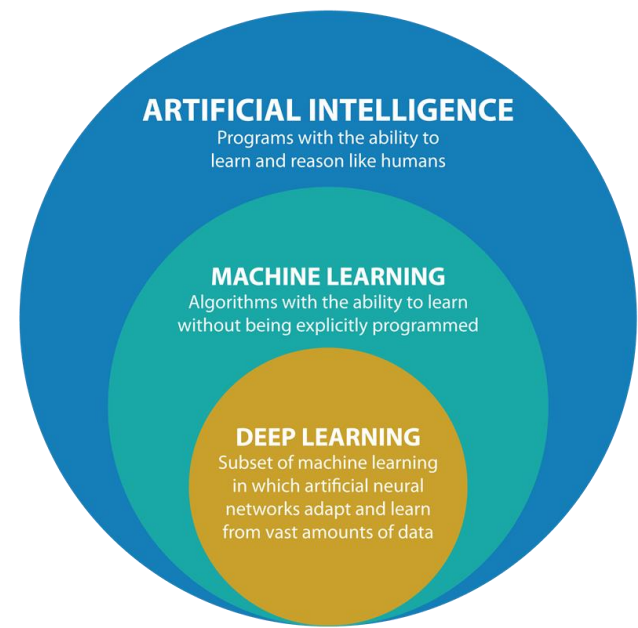 ARTIFICIAL INTELLIGENCE
Programs with the ability to
learn and reason like humans
MACHINE LEARNING
Algorithms with the ability to learn
without being explicitly programmed
DEEP LEARNING
Subset of machine learning
in which artificial neural
networks adapt and learn
from vast amounts of data